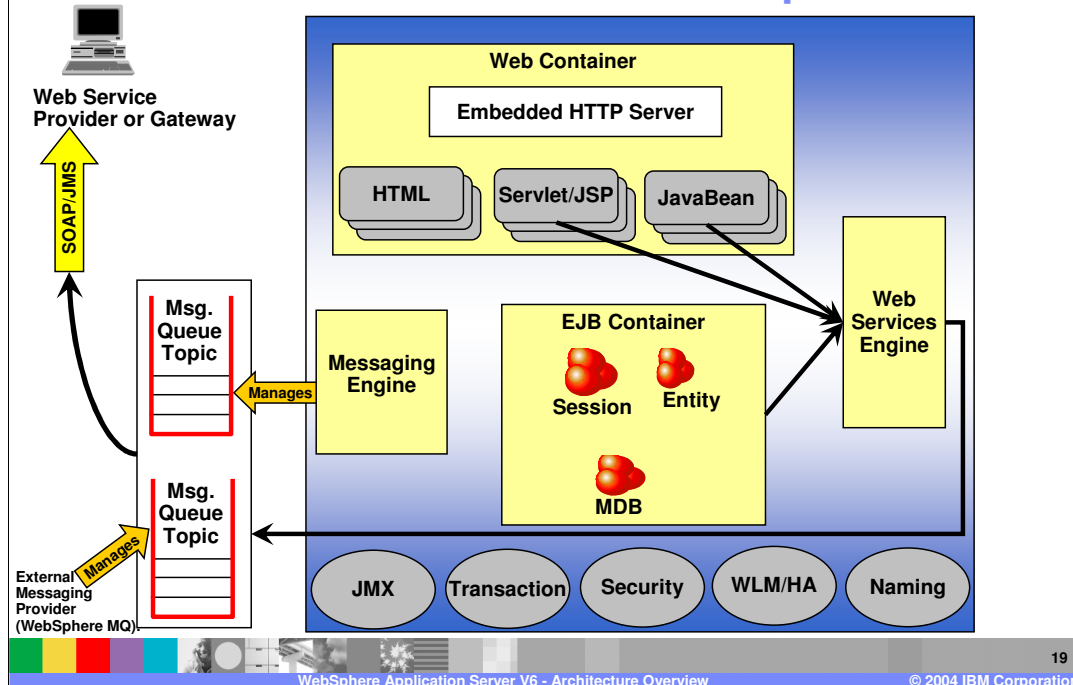 Web Service
Provider or Gateway
SOAP/JMS
Web Container
Embedded HTTP Server
HTML
Servlet/JSP
JavaBean
Msg.
Queue
Topic
Manages
Messaging
Engine
EJB Container
Session
Entity
MDB
Web
Services
Engine
Msg.
Queue
Topic
Manages
External
Messaging
Provider
(WebSphere MQ).
JMX
Transaction
Security
WLM/HA
Naming
19
WebSphere Application Server V6 - Architecture Overview
© 2004 IBM Corporation